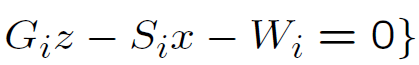 G_i z − S_i x − W_i = 0}